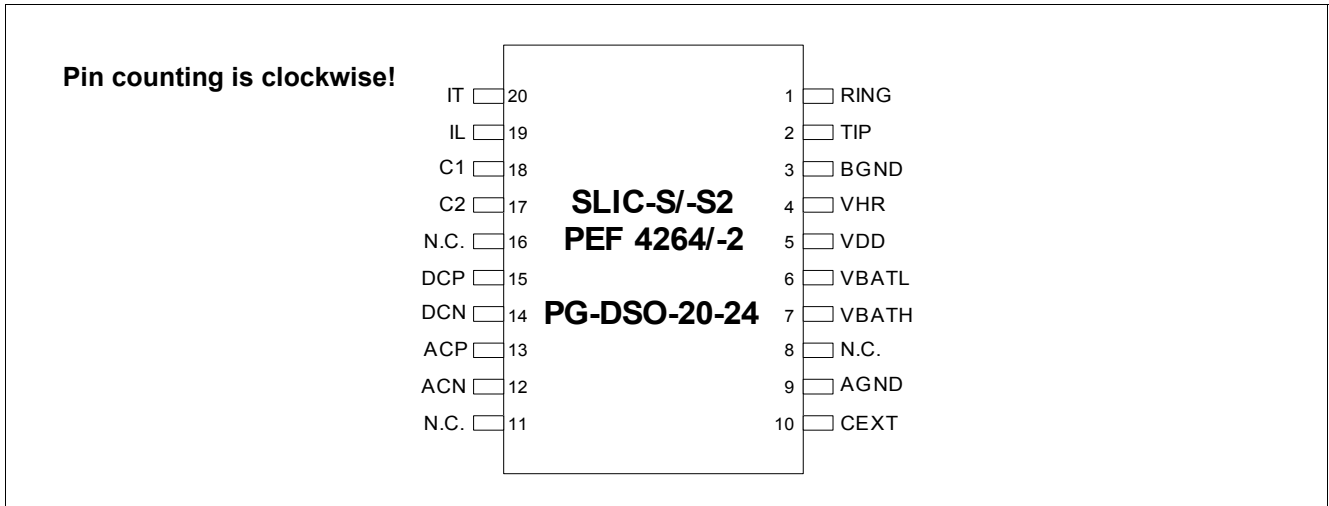 Pin counting is clockwise!
IT 20 1 RING
IL 19 2 TIP
C1 18 3 BGND
C2 17 SLIC-S/-S2 4 VHR
N.C. 16 PEF 4264/-2 5 VDD
DCP 15 6 VBATL
DCN 14 PG-DSO-20-24 7 VBATH
ACP 13 8 N.C.
ACN 12 9 AGND
N.C. 11 10 CEXT